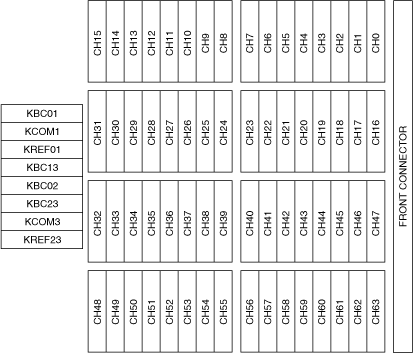 CH15 CH14 CH13 CH12 CH11 CH10 CH9 CH8 CH7 CH6 CH5 CH4 CH3 CH2 CH1 CH0
KBC01
KCOM1
KREF01
KBC13
KBC02
KBC23
KCOM3
KREF23
CH31 CH30 CH29 CH28 CH27 CH26 CH25 CH24 CH23 CH22 CH21 CH20 CH19 CH18 CH17 CH16
CH32 CH33 CH34 CH35 CH36 CH37 CH38 CH39 CH40 CH41 CH42 CH43 CH44 CH45 CH46 CH47
CH48 CH49 CH50 CH51 CH52 CH53 CH54 CH55 CH56 CH57 CH58 CH59 CH60 CH61 CH62 CH63
FRONT CONNECTOR